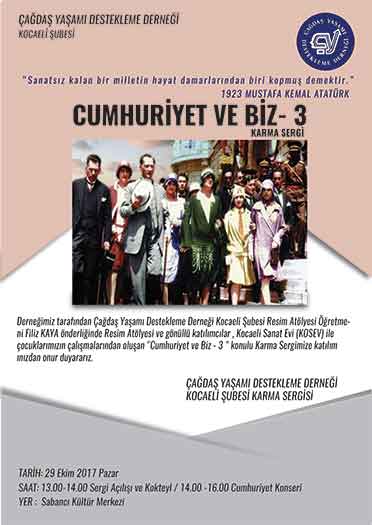 ÇAĞDAŞ YAŞAMI DESTEKLEME DERNEĞİ
KOCAELİ ŞUBESİ
ÇAĞDAŞ YAŞAMI
DESTEKLEME DERNEĞİ
"Sanatsız kalan bir milletin hayat damarlarından biri kopmuş demektir."
1923 MUSTAFA KEMAL ATATÜRK
CUMHURİYET VE BİZ- 3
KARMA SERGİ
Derneğimiz tarafından Çağdaş Yaşamı Destekleme Derneği Kocaeli Şubesi Resim Atölyesi Öğretme-
ni Filiz KAYA önderliğinde Resim Atölyesi ve gönüllü katılımcılar , Kocaeli Sanat Evi (KOSEV) ile
çocuklarımızın çalışmalarından oluşan "Cumhuriyet ve Biz - 3 " konulu Karma Sergimize katılım
ınızdan onur duyararız.
ÇAĞDAŞ YAŞAMI DESTEKLEME DERNEĞİ
KOCAELİ ŞUBESİ KARMA SERGİSİ
TARİH: 29 Ekim 2017 Pazar
SAAT: 13.00-14.00 Sergi Açılışı ve Kokteyl / 14.00 -16.00 Cumhuriyet Konseri
YER : Sabancı Kültür Merkezi